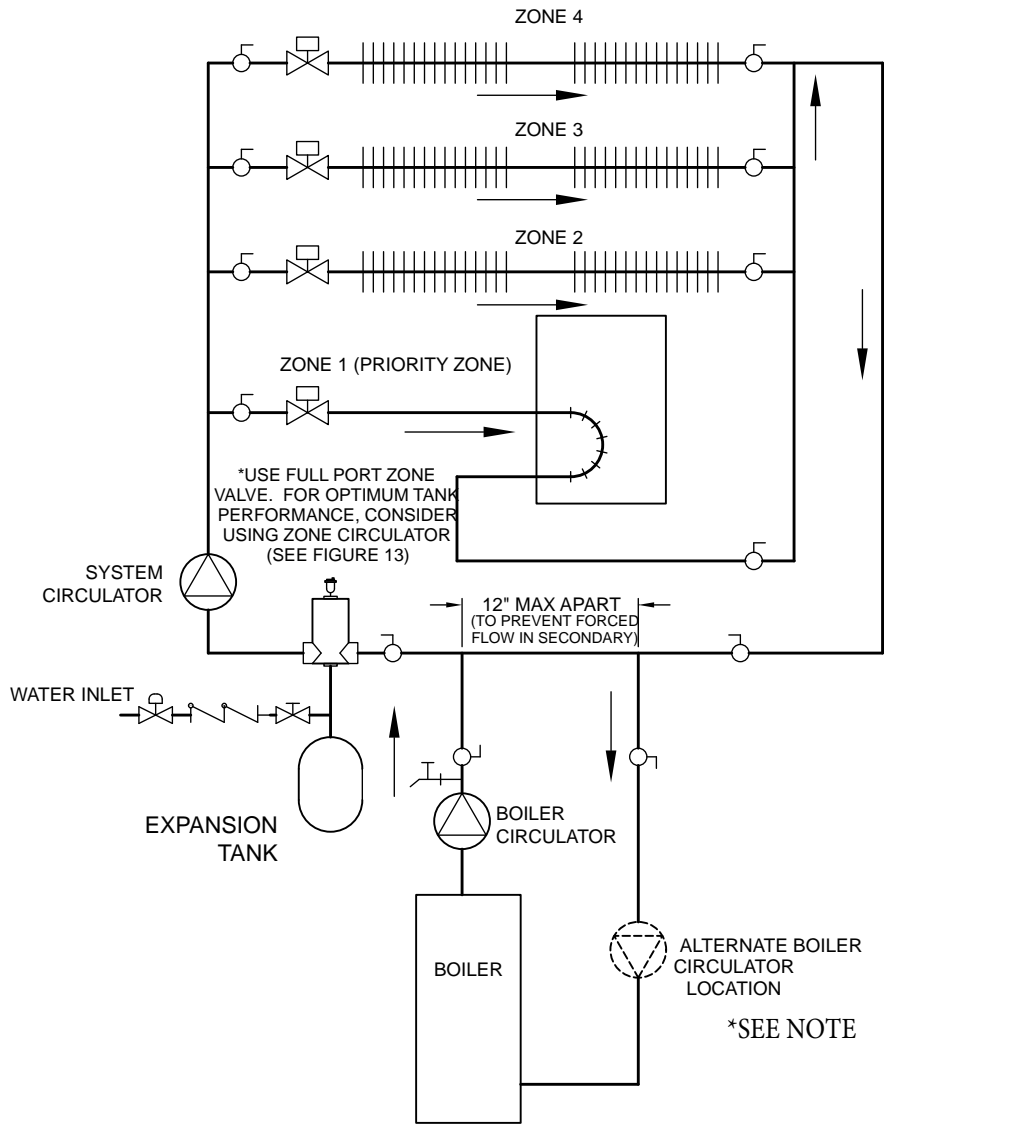 ZONE 4
ZONE 3
ZONE 2
ZONE 1 (PRIORITY ZONE)
*USE FULL PORT ZONE
VALVE.  FOR OPTIMUM TANK
PERFORMANCE, CONSIDER
USING ZONE CIRCULATOR
(SEE FIGURE 13)
SYSTEM
CIRCULATOR
12" MAX APART
(TO PREVENT FORCED
FLOW IN SECONDARY)
WATER INLET
EXPANSION
TANK
BOILER
CIRCULATOR
BOILER
ALTERNATE BOILER
CIRCULATOR
LOCATION
*SEE NOTE